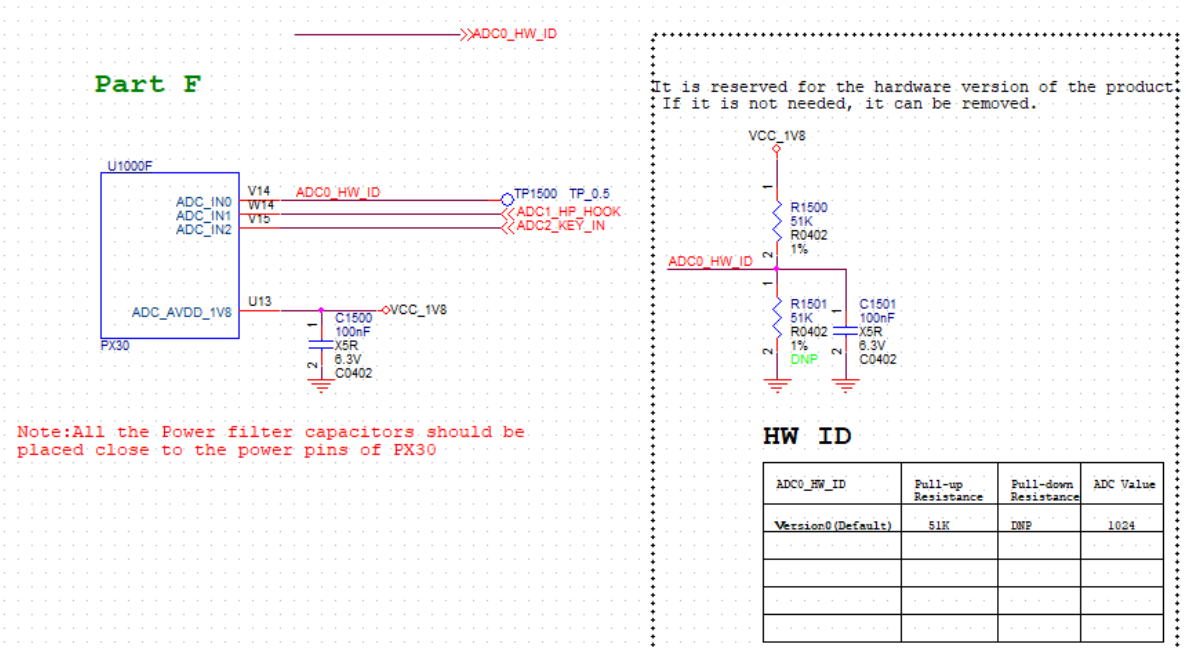 ADC0_HW_ID
Part F
It is reserved for the hardware version of the product.
If it is not needed, it can be removed.
VCC_1V8
U1000F
ADC_IN0
ADC_IN1
ADC_IN2
V14
W14
V15
ADC0_HW_ID
TP1500 TP_0.5
ADC1_HP_HOOK
ADC2_KEY_IN
1
R1500
51K
R0402
1%
2
ADC0_HW_ID
ADC_AVDD_1V8
U13
VCC_1V8
1
C1500
100nF
X5R
6.3V
C0402
2
PX30
1
R1501
51K
R0402
1%
DNP
2
1
C1501
100nF
X5R
6.3V
C0402
2
Note:All the Power filter capacitors should be
placed close to the power pins of PX30
HW ID
ADC0_HW_ID Pull-up Resistance Pull-down Resistance ADC Value
Version0(Default) 51K DNP 1024